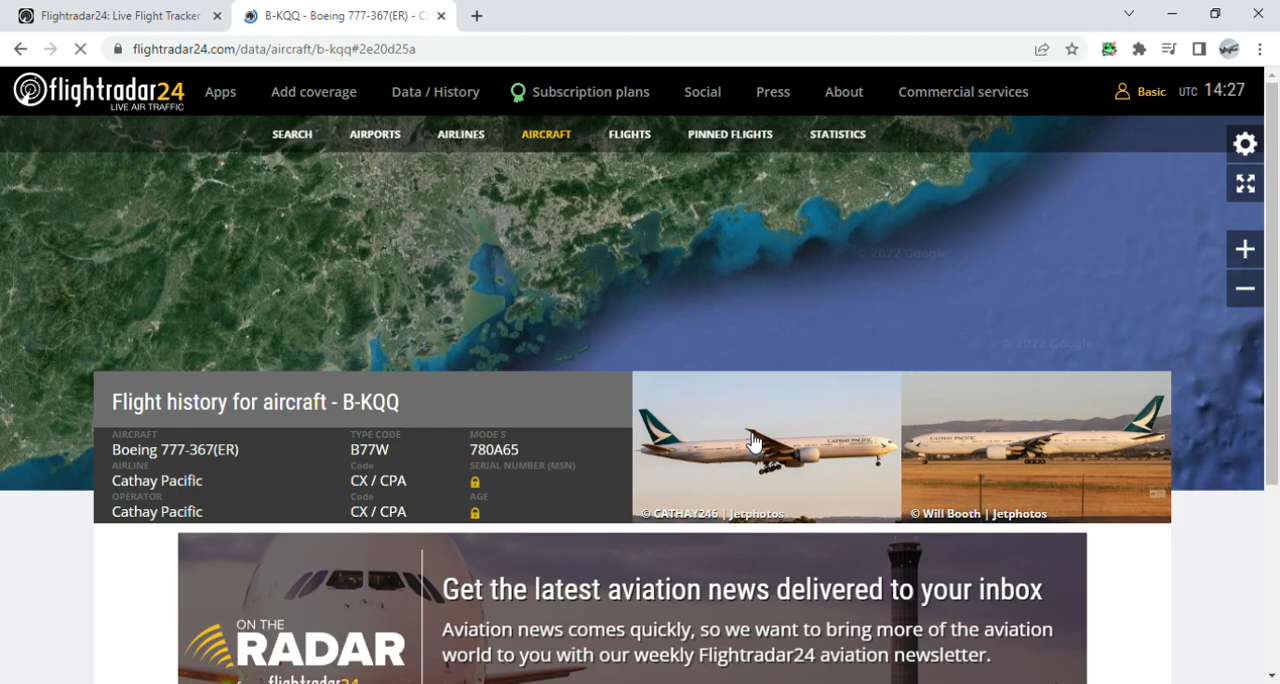 Flightradar24: Live Flight Tracker
B-KQQ - Boeing 777-367(ER) - C
flightradar24.com/data/aircraft/b-kqq#2e20d25a
flightradar24
LIVE AIR TRAFFIC
Apps
Add coverage
Data / History
Subscription plans
Social
Press
About
Commercial services
Basic
UTC 14:27
SEARCH
AIRPORTS
AIRLINES
AIRCRAFT
FLIGHTS
PINNED FLIGHTS
STATISTICS
© 2022 Google
© 2022 Google
Flight history for aircraft - B-KQQ
AIRCRAFT
TYPE CODE
MODE S
Boeing 777-367(ER)
B77W
780A65
AIRLINE
Code
SERIAL NUMBER (MSN)
Cathay Pacific
CX / CPA
OPERATOR
Code
AGE
Cathay Pacific
CX / CPA
CATHAY PACIFIC
© CATHAY246 | Jetphotos
CATHAY PACIFIC
© Will Booth | Jetphotos
ON THE
RADAR
flightradar24
Get the latest aviation news delivered to your inbox
Aviation news comes quickly, so we want to bring more of the aviation
world to you with our weekly Flightradar24 aviation newsletter.